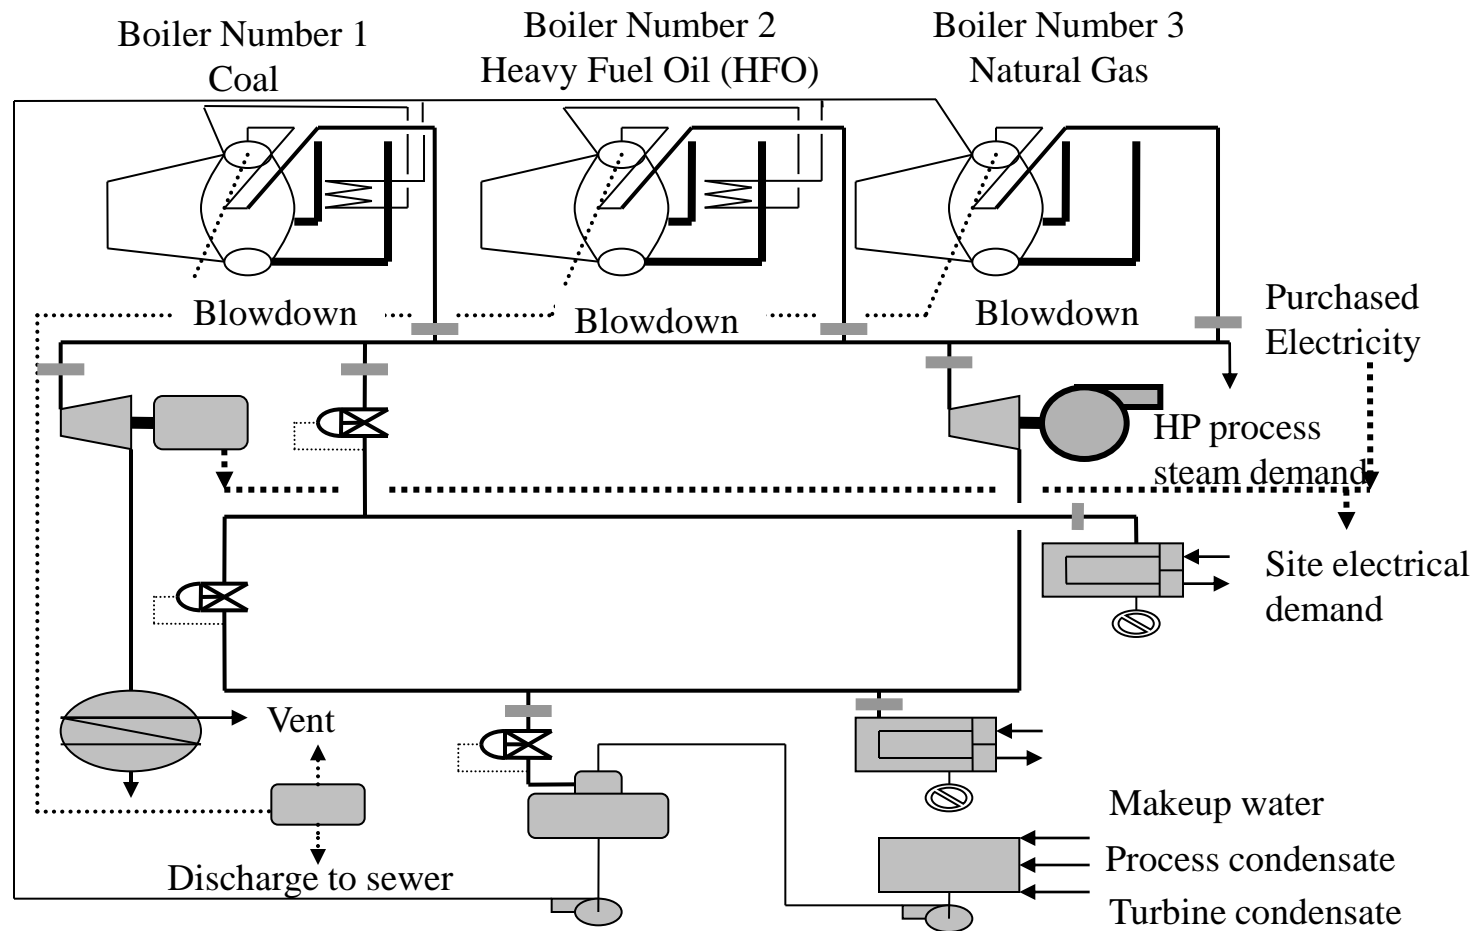 Boiler Number 1
Coal
Boiler Number 2
Heavy Fuel Oil (HFO)
Boiler Number 3
Natural Gas
Blowdown
Blowdown
Blowdown
Purchased
Electricity
HP process
steam demand
Site electrical
demand
Vent
Discharge to sewer
Makeup water
Process condensate
Turbine condensate